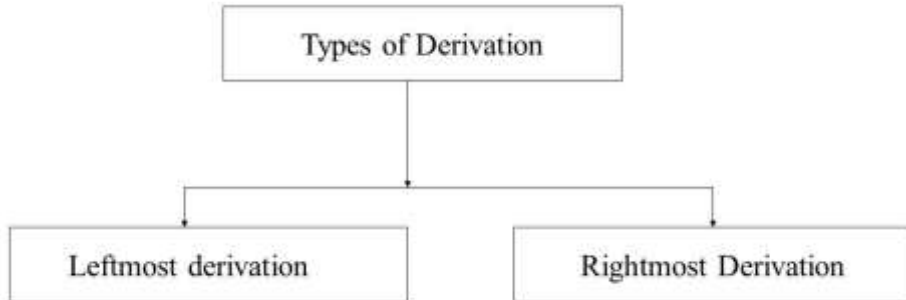 Types of Derivation
Leftmost derivation
Rightmost Derivation